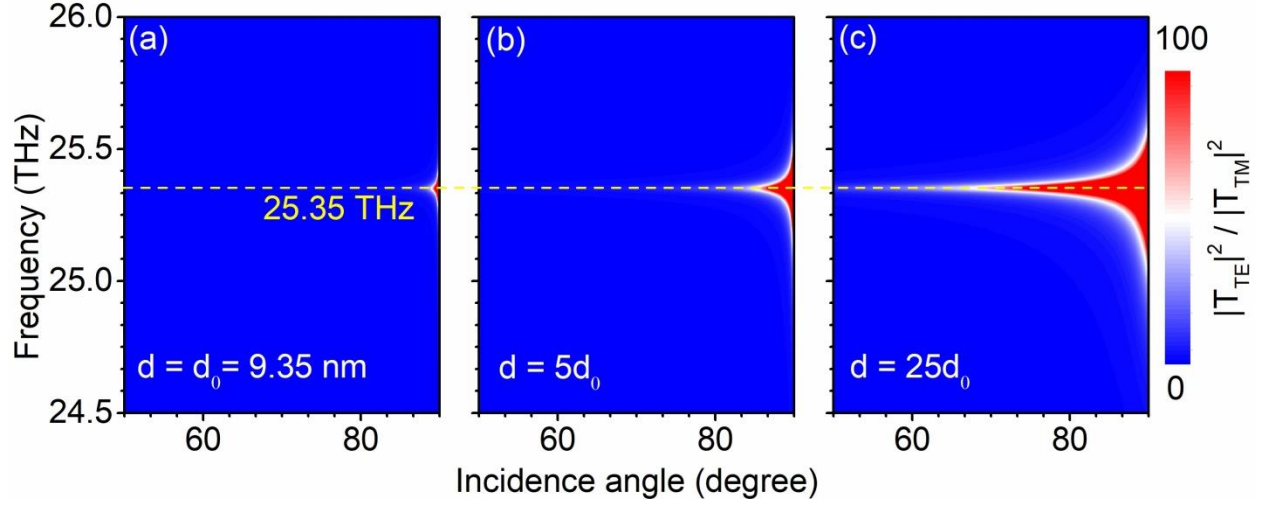 26.0
25.5
25.0
24.5
Frequency (THz)
(a)
25.35 THz
d = d₀= 9.35 nm
60 80
(b)
d = 5d₀
60 80
(c)
d = 25d₀
60 80
Incidence angle (degree)
100
0
|T_TE|² / |T_TM|²